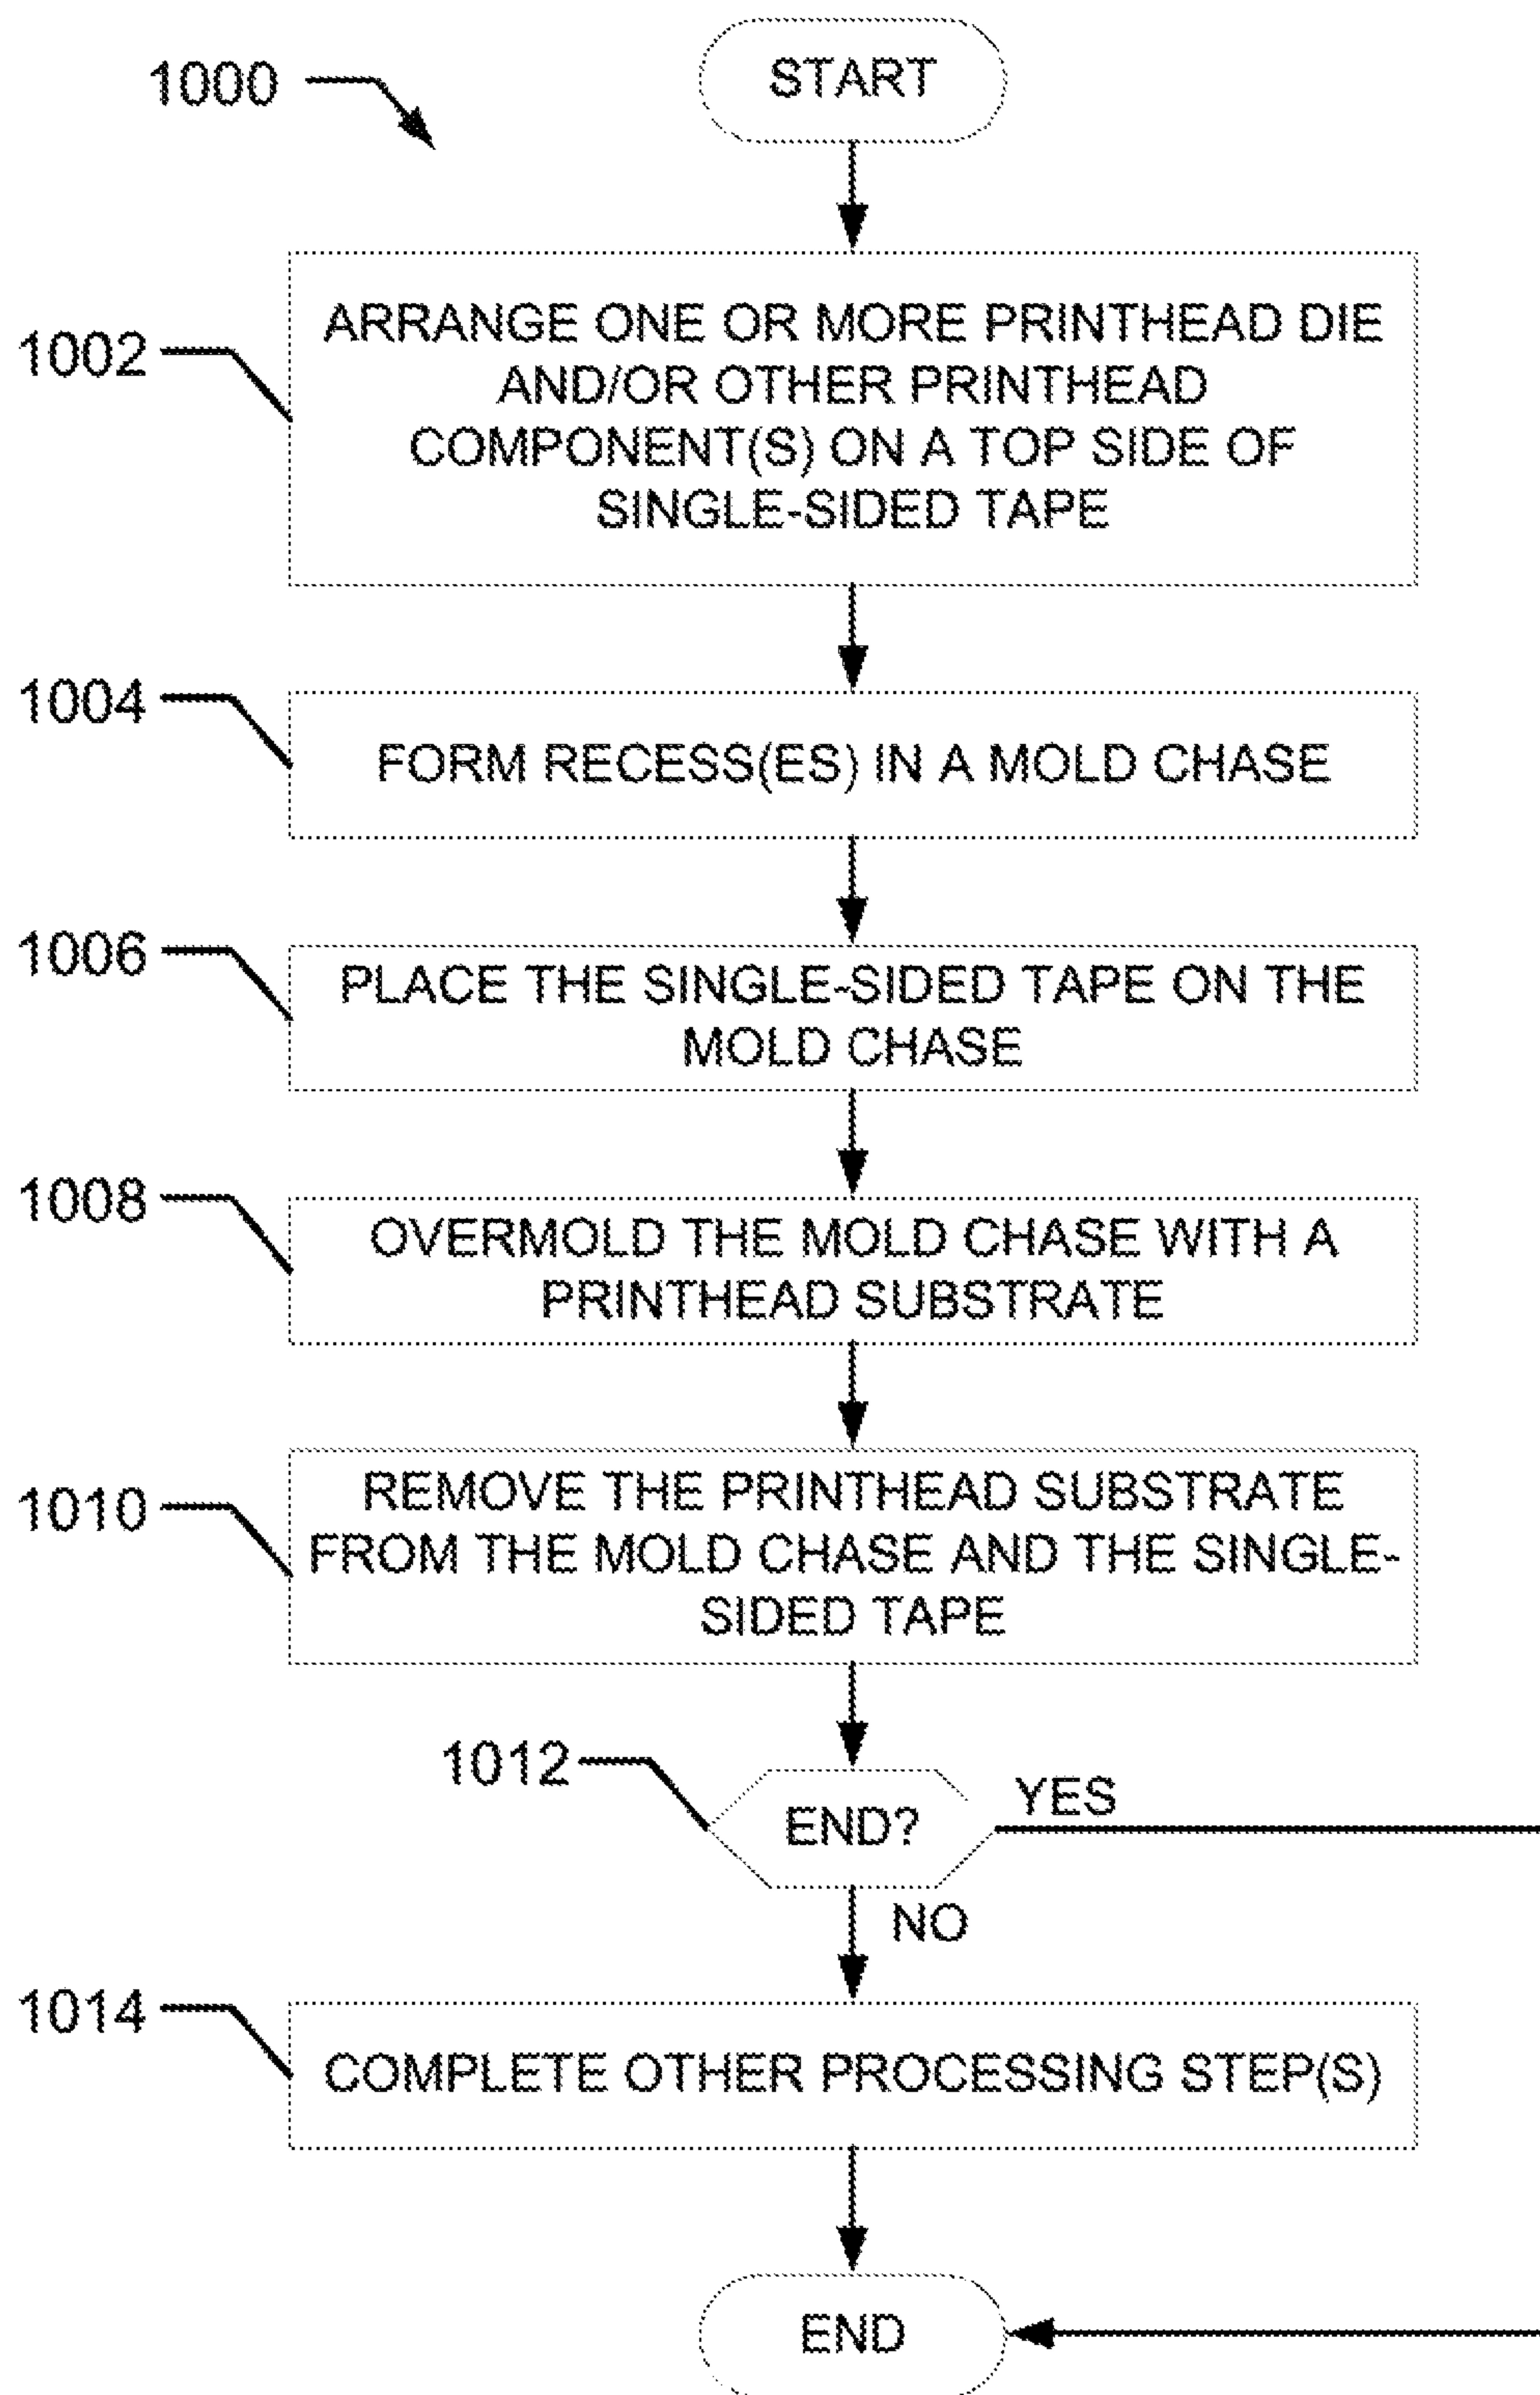 1000
START
1002
ARRANGE ONE OR MORE PRINTHEAD DIE
AND/OR OTHER PRINTHEAD
COMPONENT(S) ON A TOP SIDE OF
SINGLE-SIDED TAPE
1004
FORM RECESS(ES) IN A MOLD CHASE
1006
PLACE THE SINGLE-SIDED TAPE ON THE
MOLD CHASE
1008
OVERMOLD THE MOLD CHASE WITH A
PRINTHEAD SUBSTRATE
1010
REMOVE THE PRINTHEAD SUBSTRATE
FROM THE MOLD CHASE AND THE SINGLE-
SIDED TAPE
1012
END?
YES
NO
1014
COMPLETE OTHER PROCESSING STEP(S)
END